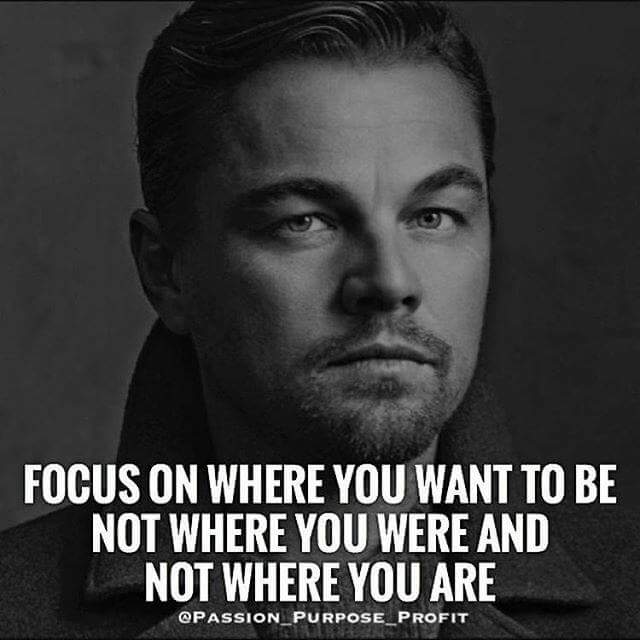 FOCUS ON WHERE YOU WANT TO BE
NOT WHERE YOU WERE AND
NOT WHERE YOU ARE
@PASSION_PURPOSE_PROFIT